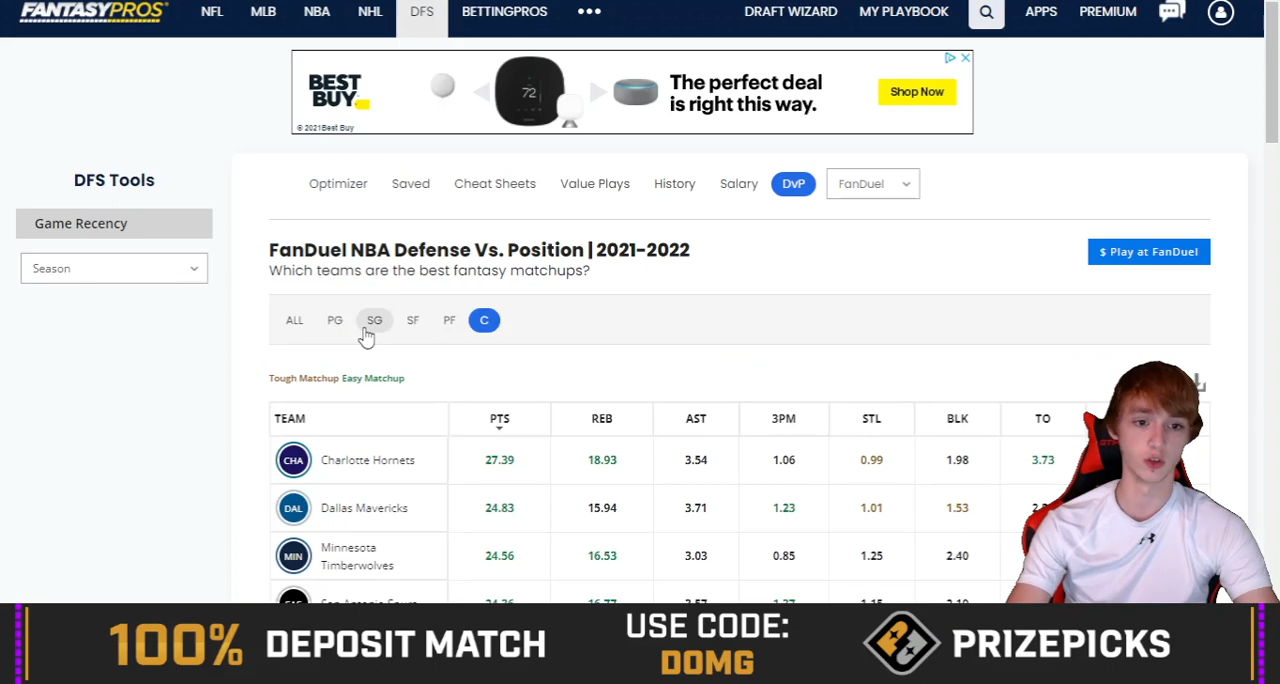 FANTASYPROS NFL MLB NBA NHL DFS BETTINGPROS ••• DRAFT WIZARD MY PLAYBOOK APPS PREMIUM
BEST BUY
72
The perfect deal
is right this way.
Shop Now
© 2021 Best Buy
DFS Tools
Game Recency
Season
Optimizer Saved Cheat Sheets Value Plays History Salary DvP FanDuel
FanDuel NBA Defense Vs. Position | 2021-2022
Which teams are the best fantasy matchups?
$ Play at FanDuel
ALL PG SG SF PF C
Tough Matchup Easy Matchup
TEAM PTS REB AST 3PM STL BLK TO
CHA Charlotte Hornets 27.39 18.93 3.54 1.06 0.99 1.98 3.73
DAL Dallas Mavericks 24.83 15.94 3.71 1.23 1.01 1.53
MIN Minnesota Timberwolves 24.56 16.53 3.03 0.85 1.25 2.40
100% DEPOSIT MATCH
USE CODE:
DOMG
PRIZEPICKS